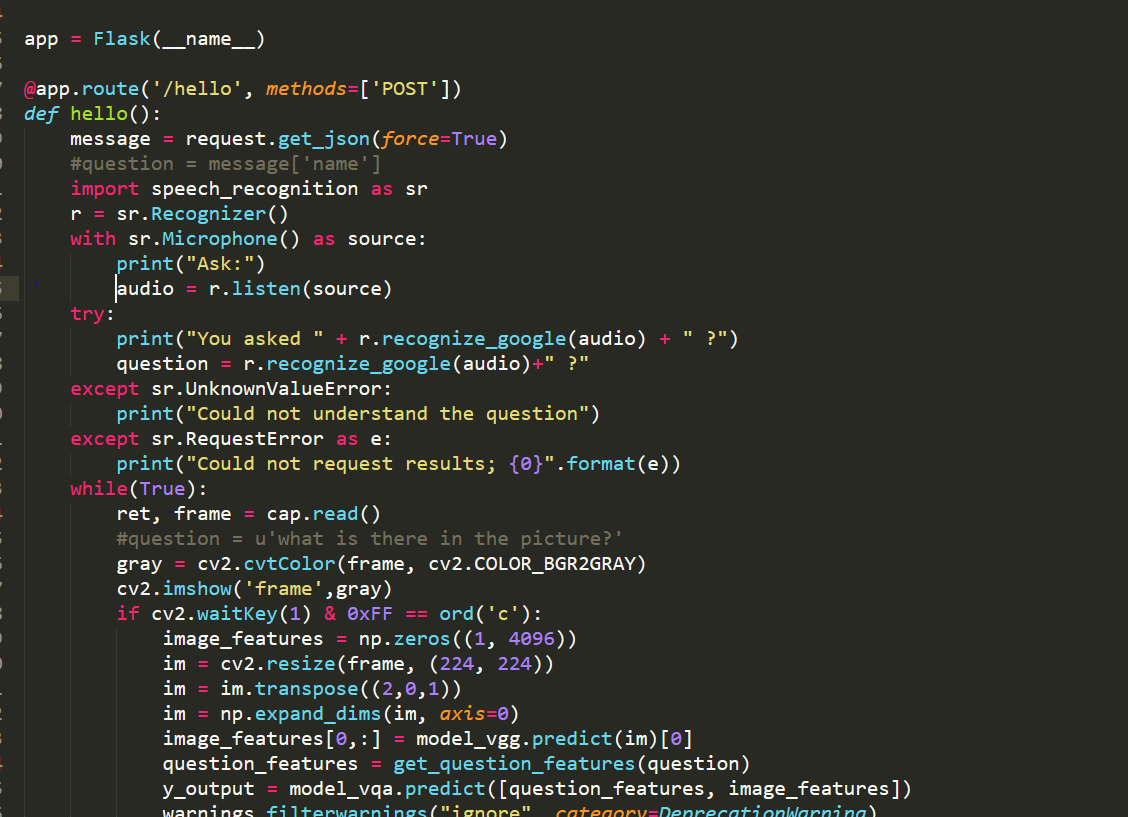 app = Flask(__name__)
@app.route('/hello', methods=['POST'])
def hello():
    message = request.get_json(force=True)
    #question = message['name']
    import speech_recognition as sr
    r = sr.Recognizer()
    with sr.Microphone() as source:
        print("Ask:")
        audio = r.listen(source)
    try:
        print("You asked " + r.recognize_google(audio) + " ?")
        question = r.recognize_google(audio)+" ?"
    except sr.UnknownValueError:
        print("Could not understand the question")
    except sr.RequestError as e:
        print("Could not request results; {0}".format(e))
    while(True):
        ret, frame = cap.read()
        #question = u'what is there in the picture?'
        gray = cv2.cvtColor(frame, cv2.COLOR_BGR2GRAY)
        cv2.imshow('frame',gray)
        if cv2.waitKey(1) & 0xFF == ord('c'):
            image_features = np.zeros((1, 4096))
            im = cv2.resize(frame, (224, 224))
            im = im.transpose((2,0,1))
            im = np.expand_dims(im, axis=0)
            image_features[0,:] = model_vgg.predict(im)[0]
            question_features = get_question_features(question)
            y_output = model_vqa.predict([question_features, image_features])
            warnings.filterwarnings("ignore", category=DeprecationWarning)